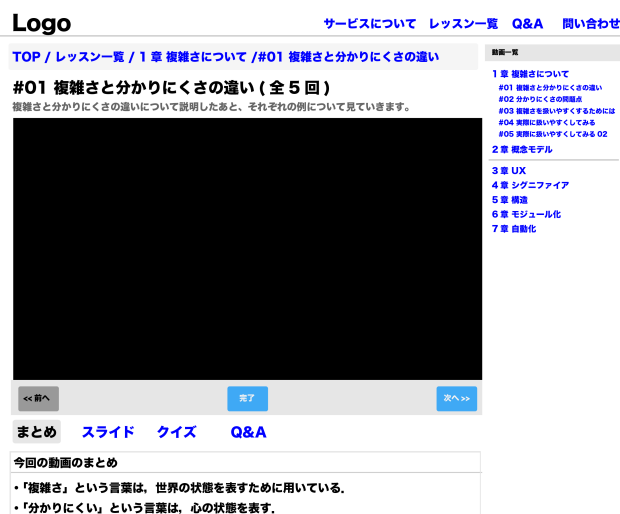 Logo
サービスについて レッスン一覧 Q&A 問い合わせ
TOP / レッスン一覧 / 1 章 複雑さについて /#01 複雑さと分かりにくさの違い
#01 複雑さと分かりにくさの違い ( 全 5 回 )
複雑さと分かりにくさの違いについて説明したあと、それぞれの例について見ていきます。
<< 前へ 完了 次へ >>
まとめ スライド クイズ Q&A
今回の動画のまとめ
・「複雑さ」という言葉は，世界の状態を表すために用いている．
・「分かりにくい」という言葉は，心の状態を表す．
動画一覧
1 章 複雑さについて
#01 複雑さと分かりにくさの違い
#02 分かりにくさの問題点
#03 複雑さを扱いやすくするためには
#04 実際に扱いやすくしてみる
#05 実際に扱いやすくしてみる 02
2 章 概念モデル
3 章 UX
4 章 シグニファイア
5 章 構造
6 章 モジュール化
7 章 自動化